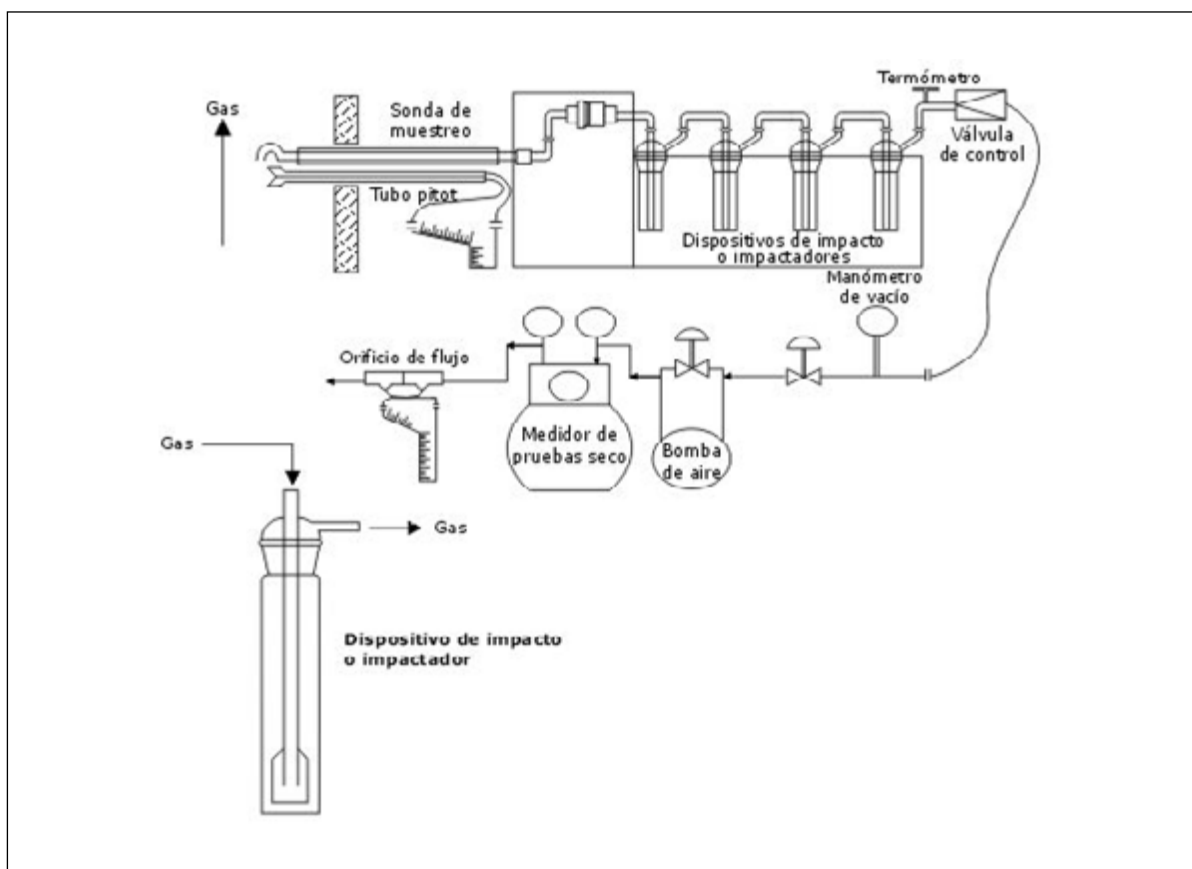 Gas
Sonda de
muestreo
Tubo pitot
Termómetro
Válvula
de control
Dispositivos de impacto
o impactadores
Manómetro
de vacío
Orificio de flujo
Medidor de
pruebas seco
Bomba
de aire
Gas
Gas
Dispositivo de impacto
o impactador